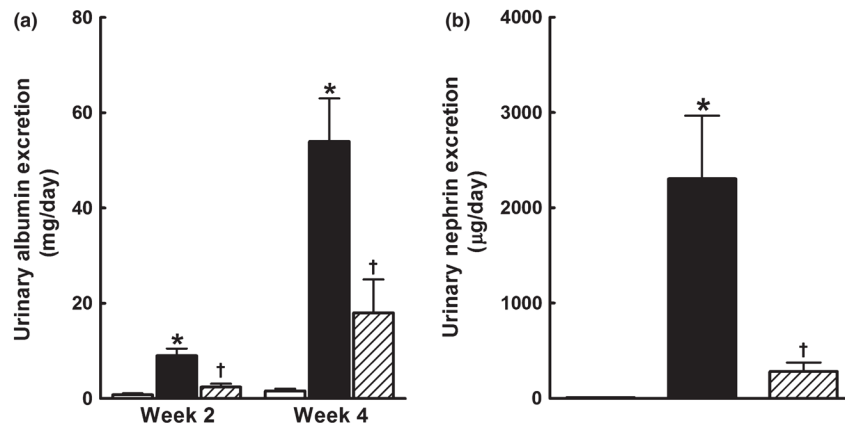 (a)
Urinary albumin excretion
(mg/day)
80
60
40
20
0
*
†
*
†
Week 2
Week 4
(b)
Urinary nephrin excretion
(μg/day)
4000
3000
2000
1000
0
*
†